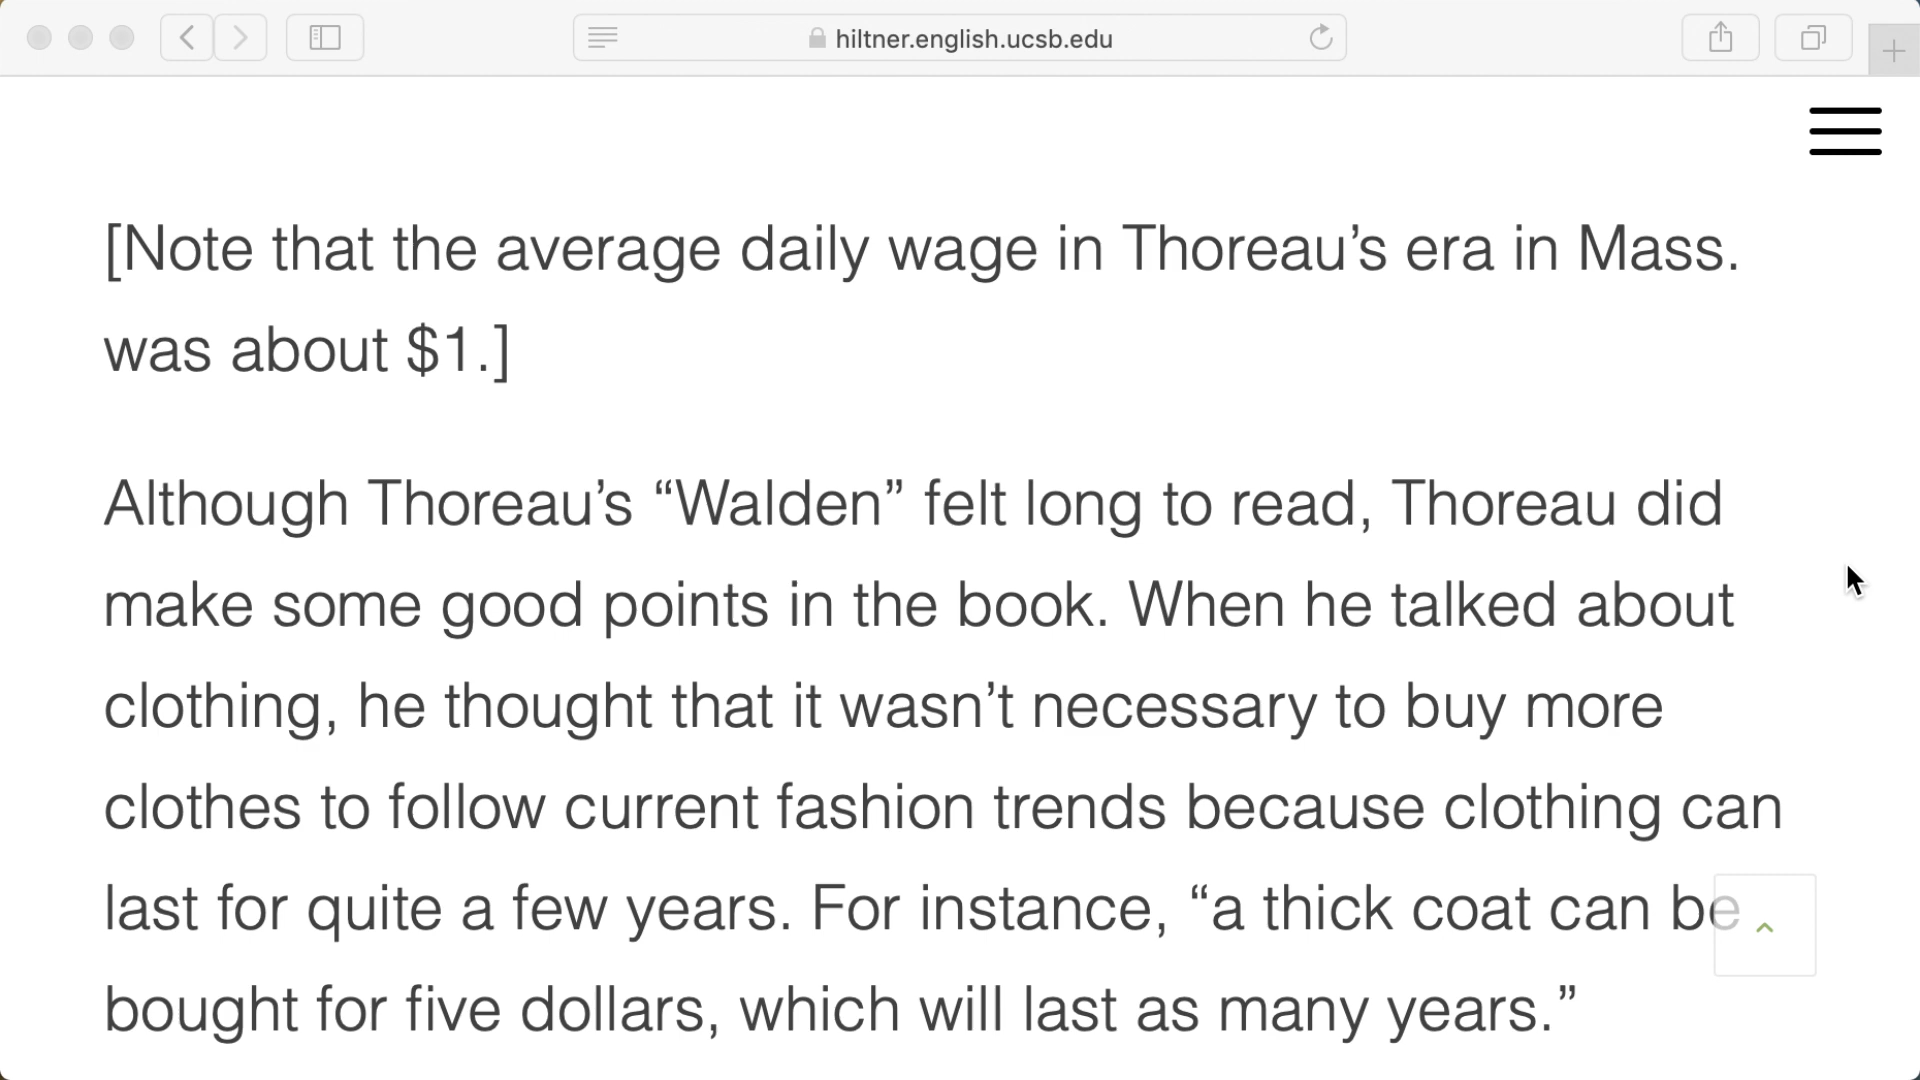 hiltner.english.ucsb.edu
[Note that the average daily wage in Thoreau’s era in Mass.
was about $1.]
Although Thoreau’s “Walden” felt long to read, Thoreau did
make some good points in the book. When he talked about
clothing, he thought that it wasn’t necessary to buy more
clothes to follow current fashion trends because clothing can
last for quite a few years. For instance, “a thick coat can be
bought for five dollars, which will last as many years.”